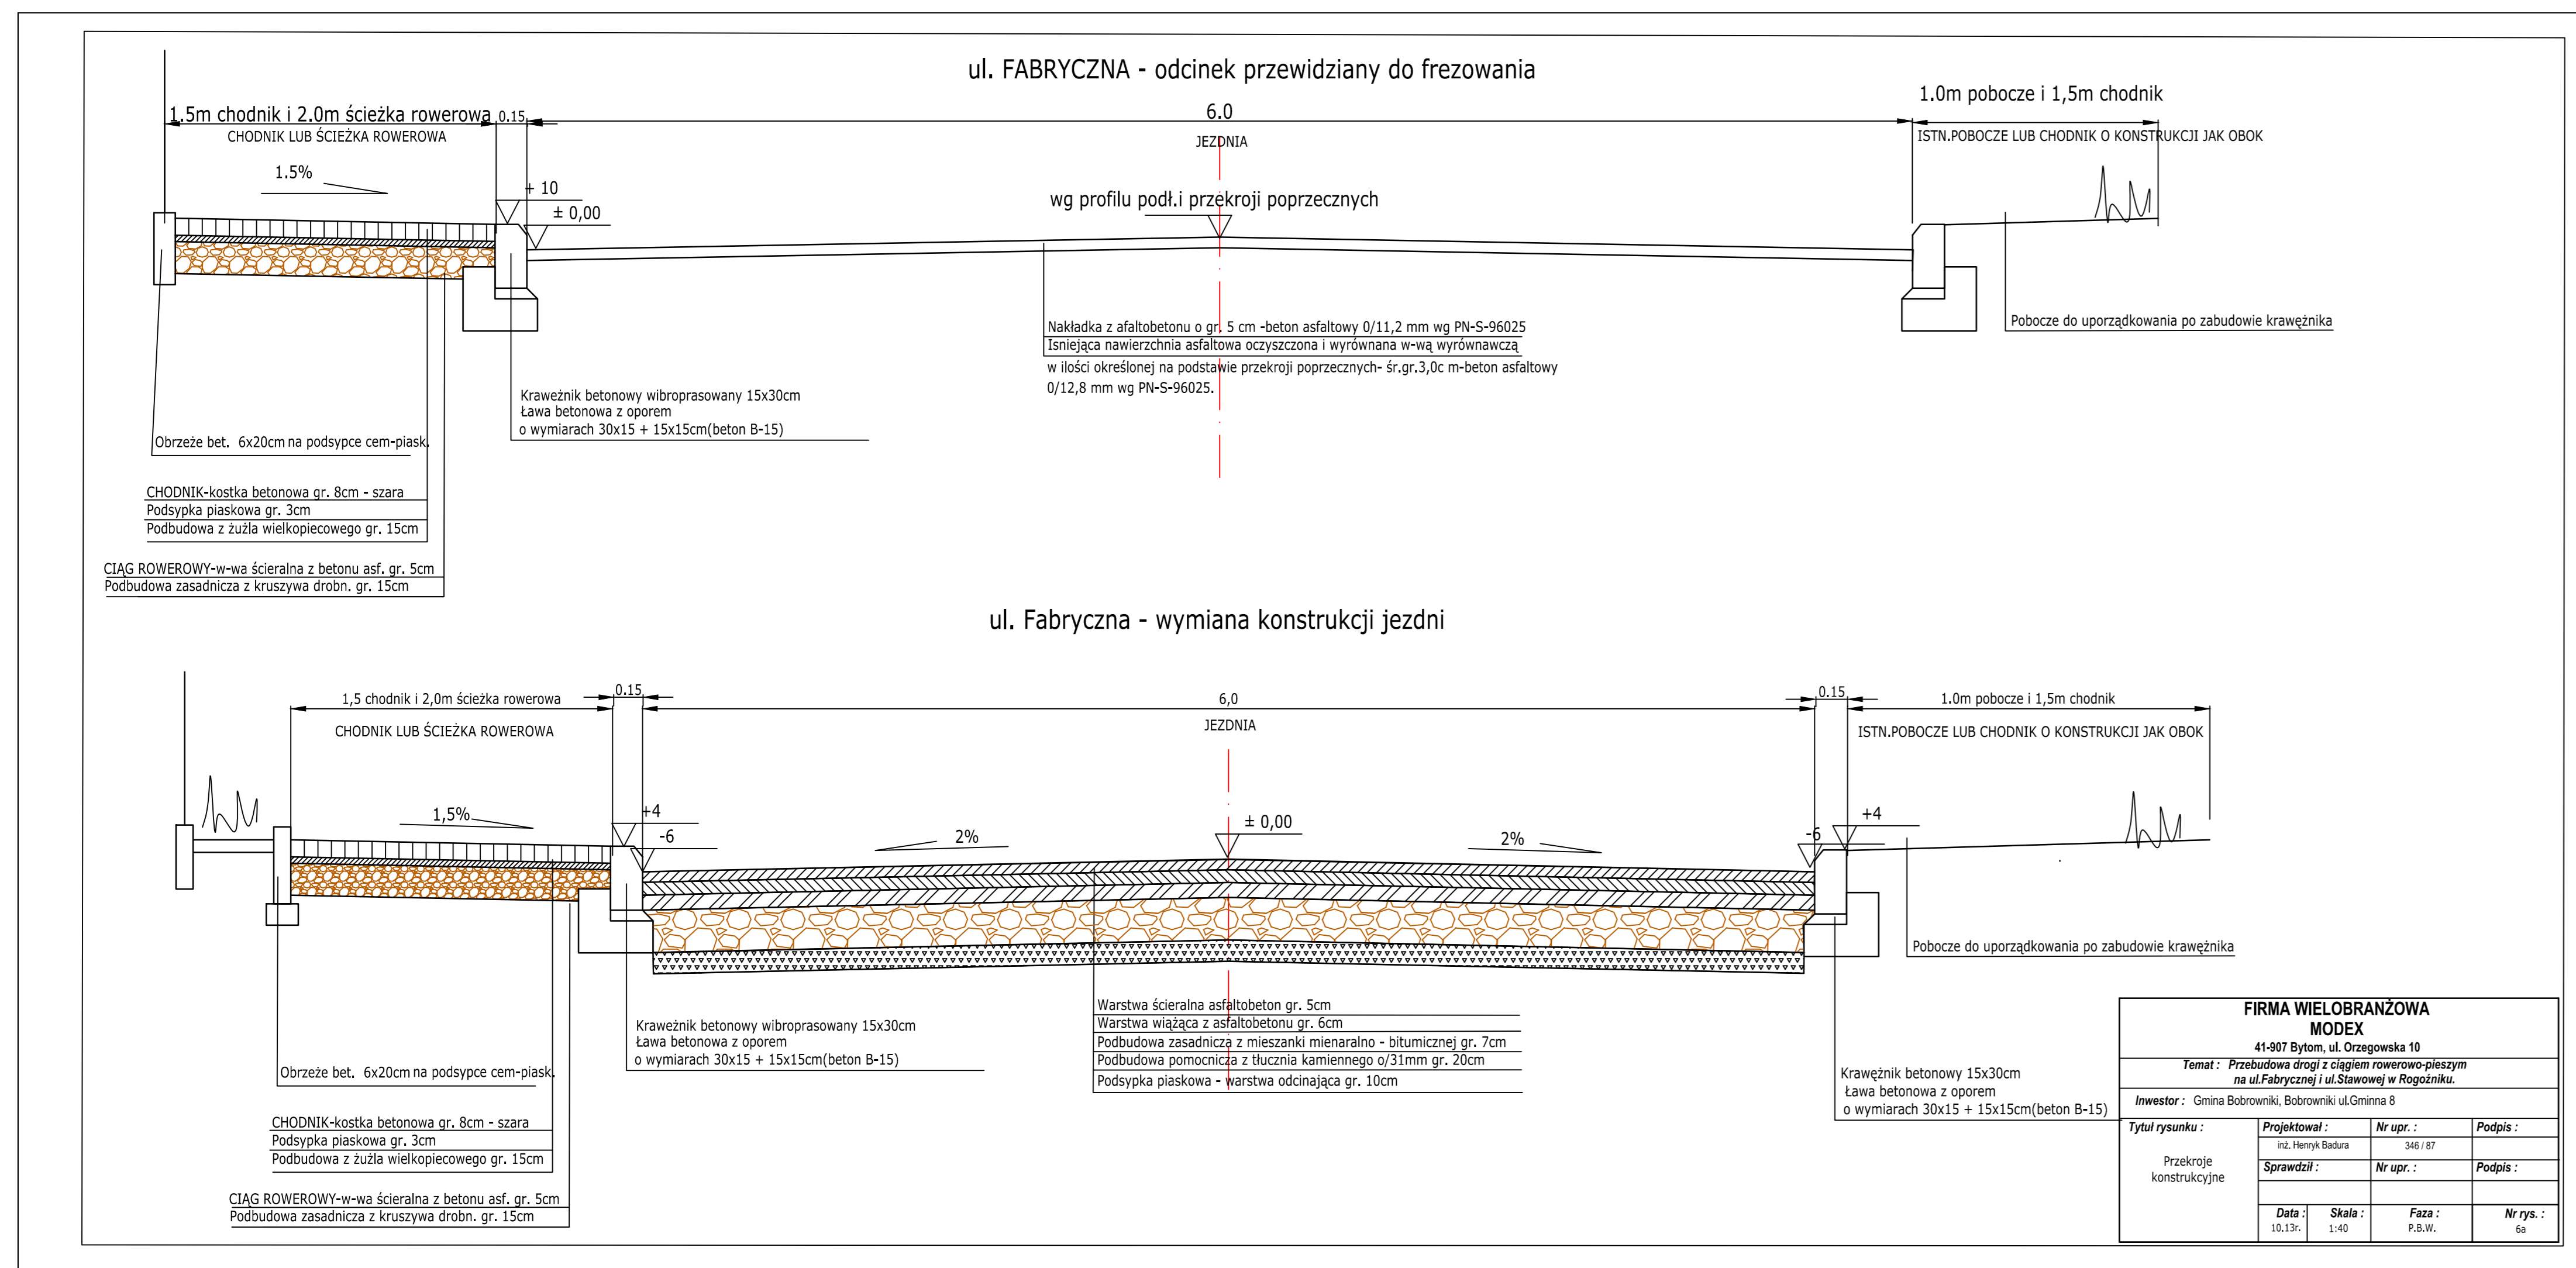 ul. FABRYCZNA - odcinek przewidziany do frezowania
1.5m chodnik i 2.0m ścieżka rowerowa
0.15
6.0
1.0m pobocze i 1,5m chodnik
CHODNIK LUB ŚCIEŻKA ROWEROWA
JEZDNIA
ISTN.POBOCZE LUB CHODNIK O KONSTRUKCJI JAK OBOK
1.5%
+ 10
± 0,00
wg profilu podł.i przekroji poprzecznych
Nakładka z afaltobetonu o gr. 5 cm -beton asfaltowy 0/11,2 mm wg PN-S-96025
Isniejąca nawierzchnia asfaltowa oczyszczona i wyrównana w-wą wyrównawczą
w ilości określonej na podstawie przekroji poprzecznych- śr.gr.3,0c m-beton asfaltowy
0/12,8 mm wg PN-S-96025.
Pobocze do uporządkowania po zabudowie krawężnika
Kraweżnik betonowy wibroprasowany 15x30cm
Ława betonowa z oporem
o wymiarach 30x15 + 15x15cm(beton B-15)
Obrzeże bet. 6x20cm na podsypce cem-piask.
CHODNIK-kostka betonowa gr. 8cm - szara
Podsypka piaskowa gr. 3cm
Podbudowa z żużla wielkopiecowego gr. 15cm
CIĄG ROWEROWY-w-wa ścieralna z betonu asf. gr. 5cm
Podbudowa zasadnicza z kruszywa drobn. gr. 15cm
ul. Fabryczna - wymiana konstrukcji jezdni
1,5 chodnik i 2,0m ścieżka rowerowa
0.15
6,0
0.15
1.0m pobocze i 1,5m chodnik
CHODNIK LUB ŚCIEŻKA ROWEROWA
JEZDNIA
ISTN.POBOCZE LUB CHODNIK O KONSTRUKCJI JAK OBOK
1,5%
+4
-6
2%
± 0,00
2%
-6
+4
Pobocze do uporządkowania po zabudowie krawężnika
Warstwa ścieralna asfaltobeton gr. 5cm
Warstwa wiążąca z asfaltobetonu gr. 6cm
Podbudowa zasadnicza z mieszanki mienaralno - bitumicznej gr. 7cm
Podbudowa pomocnicza z tłucznia kamiennego o/31mm gr. 20cm
Podsypka piaskowa - warstwa odcinająca gr. 10cm
Kraweżnik betonowy wibroprasowany 15x30cm
Ława betonowa z oporem
o wymiarach 30x15 + 15x15cm(beton B-15)
Obrzeże bet. 6x20cm na podsypce cem-piask.
CHODNIK-kostka betonowa gr. 8cm - szara
Podsypka piaskowa gr. 3cm
Podbudowa z żużla wielkopiecowego gr. 15cm
CIĄG ROWEROWY-w-wa ścieralna z betonu asf. gr. 5cm
Podbudowa zasadnicza z kruszywa drobn. gr. 15cm
Krawężnik betonowy 15x30cm
Ława betonowa z oporem
o wymiarach 30x15 + 15x15cm(beton B-15)
FIRMA WIELOBRANŻOWA
MODEX
41-907 Bytom, ul. Orzegowska 10
Temat : Przebudowa drogi z ciągiem rowerowo-pieszym
na ul.Fabrycznej i ul.Stawowej w Rogoźniku.
Inwestor : Gmina Bobrowniki, Bobrowniki ul.Gminna 8
Tytuł rysunku :
Przekroje
konstrukcyjne
Projektował : Nr upr. : Podpis :
inż. Henryk Badura 346 / 87
Sprawdził : Nr upr. : Podpis :
Data : Skala : Faza : Nr rys. :
10.13r. 1:40 P.B.W. 6a